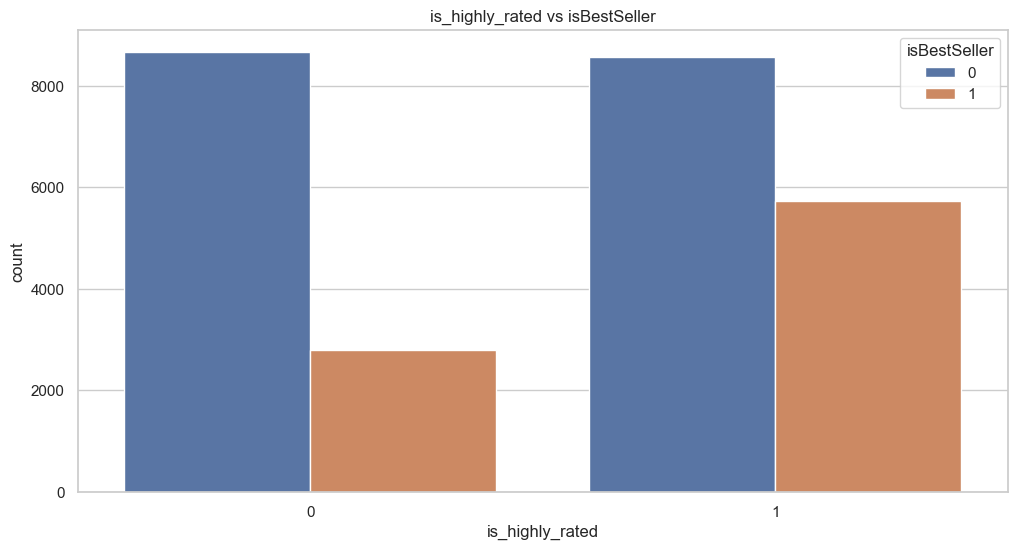 is_highly_rated vs isBestSeller
isBestSeller
0
1
8000
6000
4000
2000
0
count
0 1
is_highly_rated